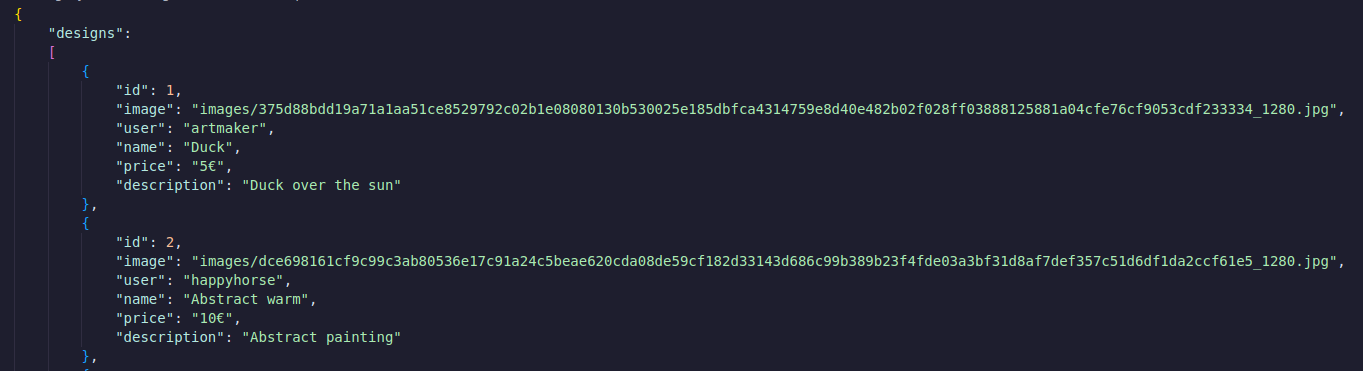 {
"designs":
[
{
"id": 1,
"image": "images/375d88bdd19a71a1aa51ce8529792c02b1e08080130b530025e185dbfca4314759e8d40e482b02f028ff03888125881a04cfe76cf9053cdf233334_1280.jpg",
"user": "artmaker",
"name": "Duck",
"price": "5€",
"description": "Duck over the sun"
},
{
"id": 2,
"image": "images/dce698161cf9c99c3ab80536e17c91a24c5beae620cda08de59cf182d33143d686c99b389b23f4fde03a3bf31d8af7def357c51d6df1da2ccf61e5_1280.jpg",
"user": "happyhorse",
"name": "Abstract warm",
"price": "10€",
"description": "Abstract painting"
},